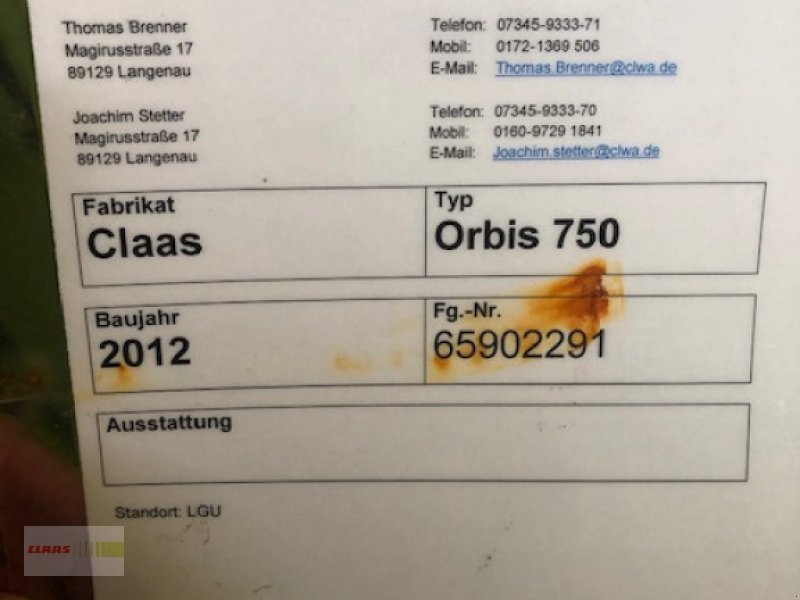 Thomas Brenner
Magirusstraße 17
89129 Langenau
Telefon: 07345-9333-71
Mobil: 0172-1369 506
E-Mail: Thomas.Brenner@clwa.de
Joachim Stetter
Magirusstraße 17
89129 Langenau
Telefon: 07345-9333-70
Mobil: 0160-9729 1841
E-Mail: Joachim.stetter@clwa.de
Fabrikat
Claas
Typ
Orbis 750
Baujahr
2012
Fg.-Nr.
65902291
Ausstattung
Standort: LGU
CLAAS